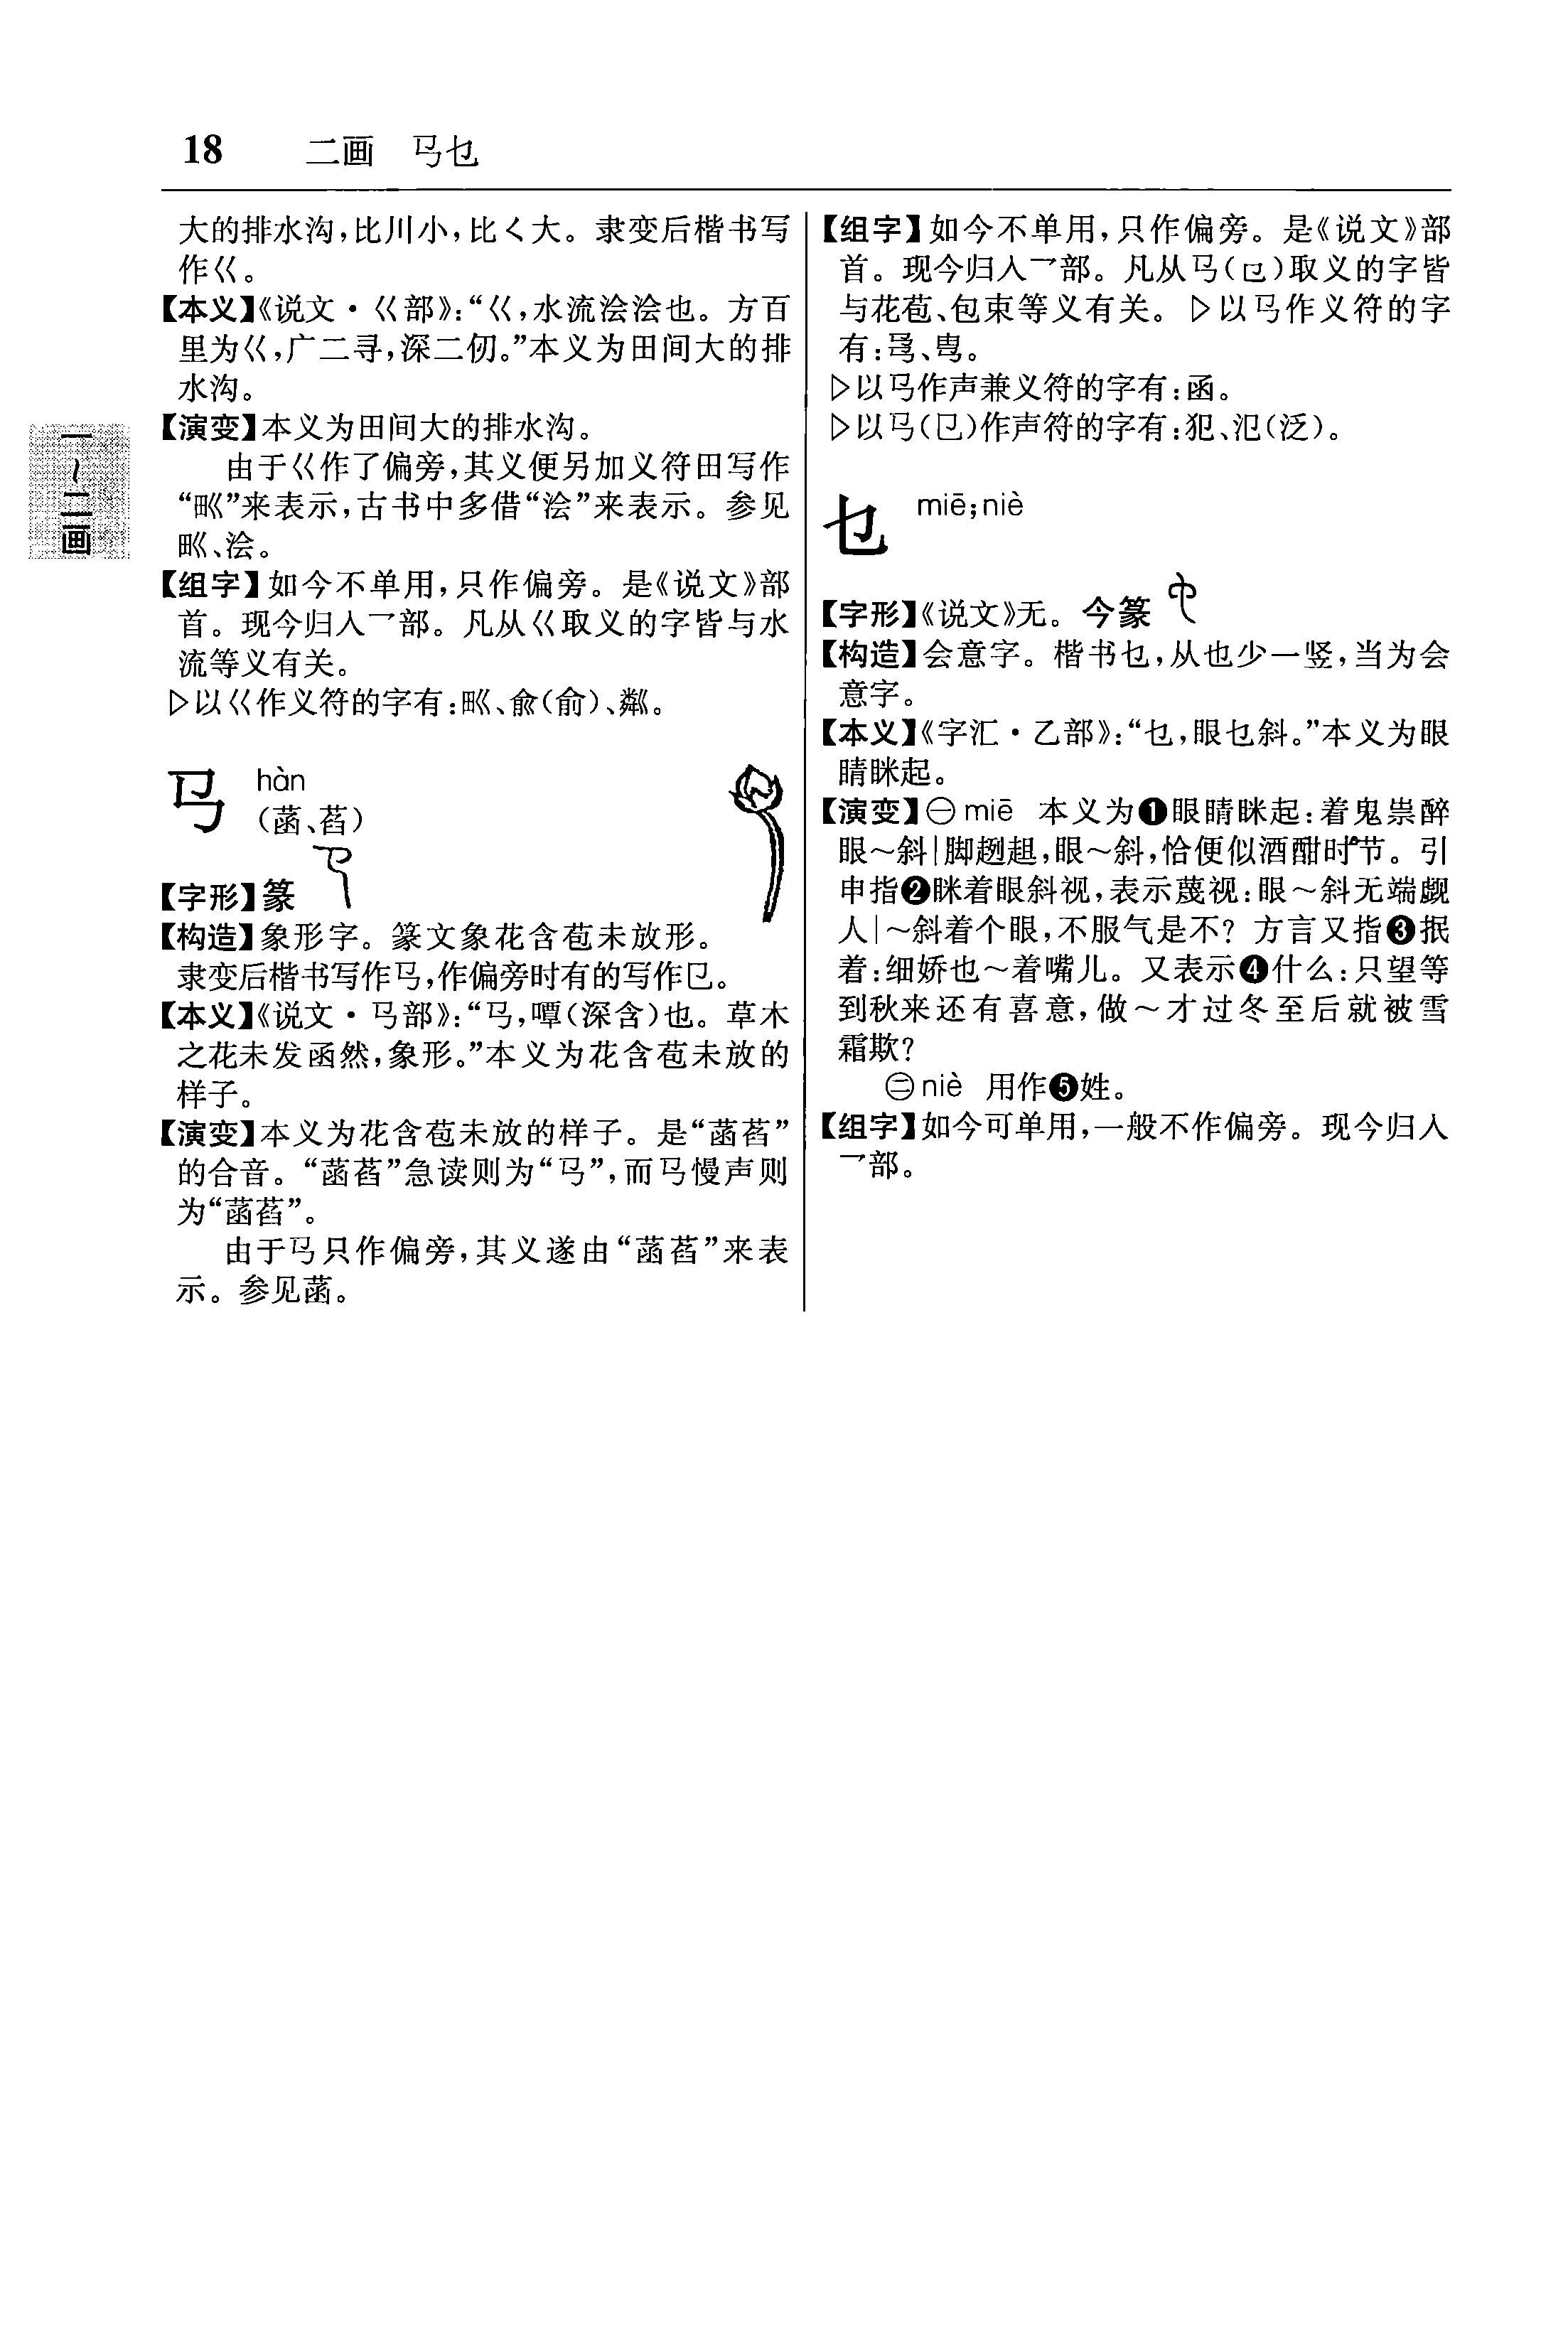 18 二画 㔾乜
一~二画
大的排水沟,比川小,比く大。隶变后楷书写
作巜。
【本义】《说文·巜部》:“巜,水流浍浍也。方百
里为巜,广二寻,深二仞。”本义为田间大的排
水沟。
【演变】本义为田间大的排水沟。
由于巜作了偏旁,其义便另加义符田写作
“㽝”来表示,古书中多借“浍”来表示。参见
㽝、浍。
【组字】如今不单用,只作偏旁。是《说文》部
首。现今归入乛部。凡从巜取义的字皆与水
流等义有关。
▷以巜作义符的字有:㽝、俞(俞)、粼。
𢎘 hàn
(菡、萏)
【字形】篆
【构造】象形字。篆文象花含苞未放形。
隶变后楷书写作𢎘,作偏旁时有的写作㔾。
【本义】《说文·𢎘部》:“𢎘,嘾(深含)也。草木
之花未发函然,象形。”本义为花含苞未放的
样子。
【演变】本义为花含苞未放的样子。是“菡萏”
的合音。“菡萏”急读则为“𢎘”,而𢎘慢声则
为“菡萏”。
由于𢎘只作偏旁,其义遂由“菡萏”来表
示。参见菡。
【组字】如今不单用,只作偏旁。是《说文》部
首。现今归入乛部。凡从𢎘(㔾)取义的字皆
与花苞、包束等义有关。▷以𢎘作义符的字
有:
▷以𢎘作声兼义符的字有:函。
▷以𢎘(㔾)作声符的字有:犯、氾(泛)。
乜 miē;niè
【字形】《说文》无。今篆
【构造】会意字。楷书乜,从也少一竖,当为会
意字。
【本义】《字汇·乙部》:“乜,眼乜斜。”本义为眼
睛眯起。
【演变】㊀miē 本义为❶眼睛眯起:着鬼祟醉
眼~斜|脚趔趄,眼~斜,恰便似酒酣时节。引
申指❷眯着眼斜视,表示蔑视:眼~斜无端觑
人|~斜着个眼,不服气是不? 方言又指❸抿
着:细娇也~着嘴儿。又表示❹什么:只望等
到秋来还有喜意,做~才过冬至后就被雪
霜欺?
㊁niè 用作❺姓。
【组字】如今可单用,一般不作偏旁。现今归入
乛部。